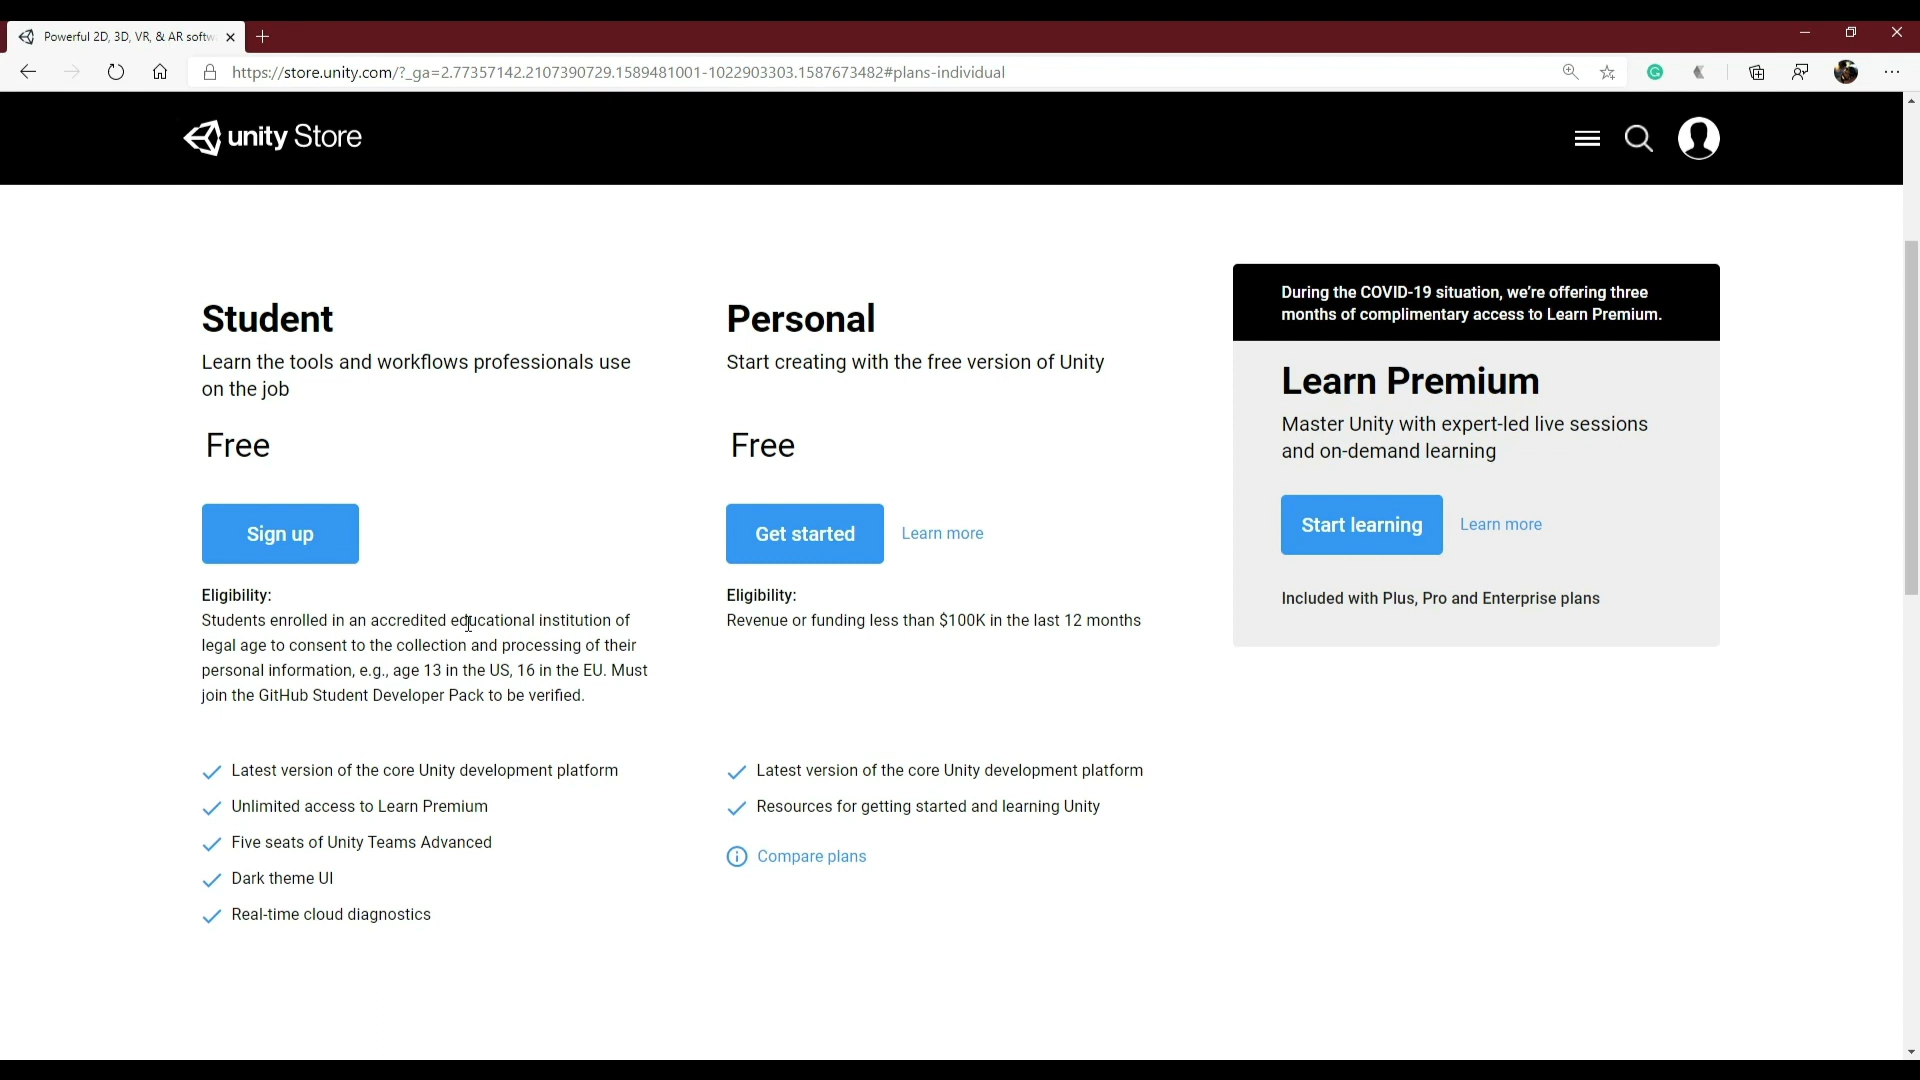 Powerful 2D, 3D, VR, & AR softw
https://store.unity.com/?_ga=2.77357142.2107390729.1589481001-1022903303.1587673482#plans-individual
unity Store
Student
Learn the tools and workflows professionals use
on the job
Free
Sign up
Eligibility:
Students enrolled in an accredited educational institution of
legal age to consent to the collection and processing of their
personal information, e.g., age 13 in the US, 16 in the EU. Must
join the GitHub Student Developer Pack to be verified.
Latest version of the core Unity development platform
Unlimited access to Learn Premium
Five seats of Unity Teams Advanced
Dark theme UI
Real-time cloud diagnostics
Personal
Start creating with the free version of Unity
Free
Get started
Learn more
Eligibility:
Revenue or funding less than $100K in the last 12 months
Latest version of the core Unity development platform
Resources for getting started and learning Unity
Compare plans
During the COVID-19 situation, we're offering three
months of complimentary access to Learn Premium.
Learn Premium
Master Unity with expert-led live sessions
and on-demand learning
Start learning
Learn more
Included with Plus, Pro and Enterprise plans